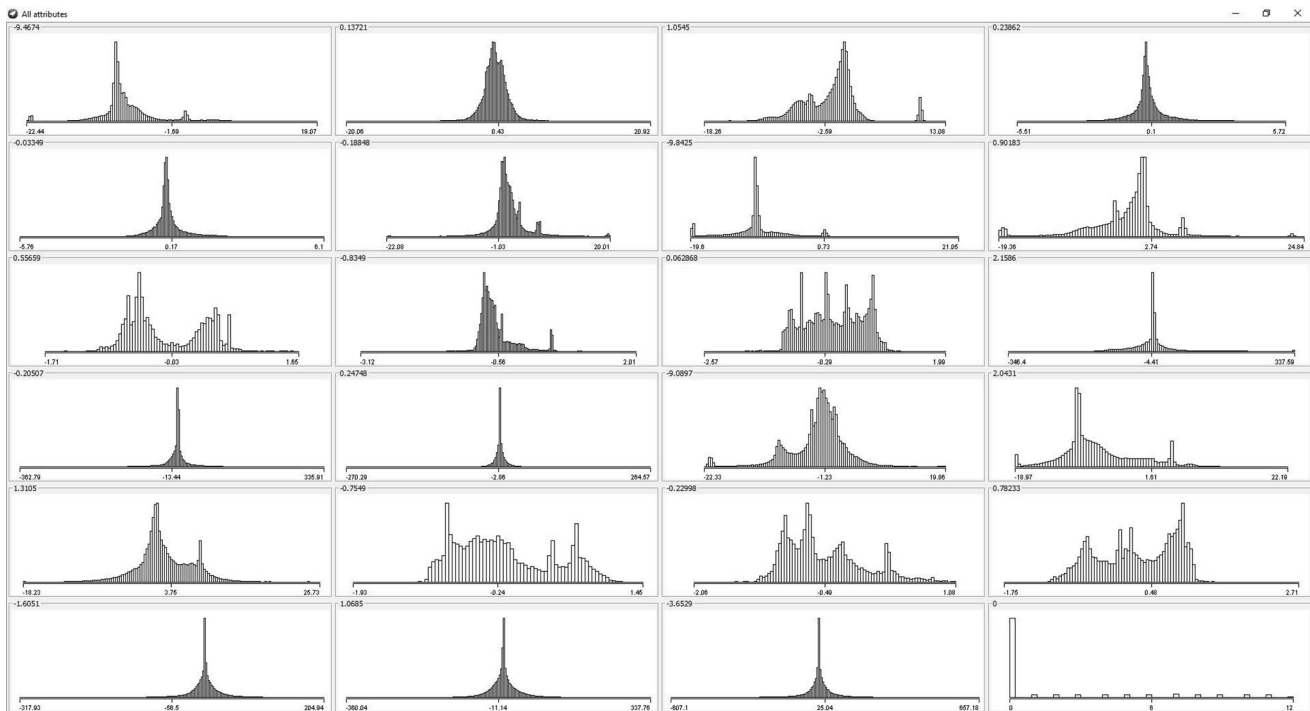 All attributes
-9.4674 0.13721 1.0545 0.23862
-22.44 -1.69 19.07 -20.06 0.43 20.92 -18.26 -2.59 13.08 -5.51 0.1 5.72
-0.03349 -0.18848 -9.8425 0.90183
-5.76 0.17 6.1 -22.08 -1.03 20.01 -19.6 0.73 21.05 -19.36 2.74 24.84
0.55659 -0.8349 0.062868 2.1586
-1.71 -0.03 1.65 -3.12 -0.56 2.01 -2.57 -0.29 1.99 -346.4 -4.41 337.59
-0.20507 0.24748 -9.0897 2.0431
-362.79 -13.44 335.91 -270.29 -2.86 264.57 -22.33 -1.23 19.86 -18.97 1.61 22.19
1.3105 -0.7549 -0.22998 0.78233
-18.23 3.75 25.73 -1.93 -0.24 1.45 -2.06 -0.49 1.08 -1.75 0.48 2.71
-1.6051 1.0685 -3.6529 0
-317.93 -56.5 204.94 -360.04 -11.14 337.76 -607.1 25.04 657.18 0 6 12